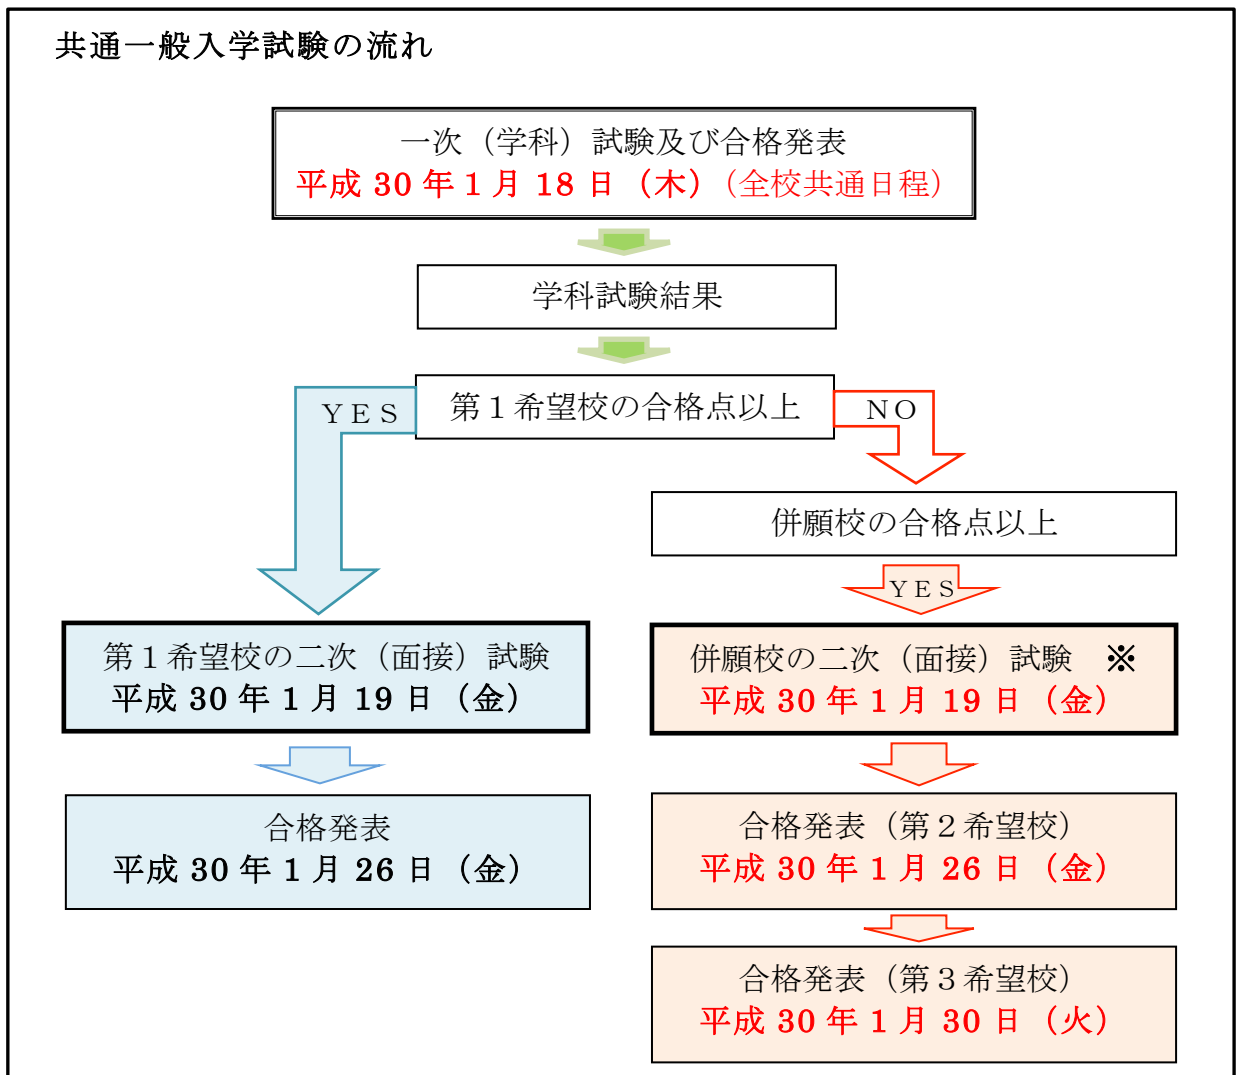 共通一般入学試験の流れ
一次（学科）試験及び合格発表
平成 30 年 1 月 18 日（木）（全校共通日程）
学科試験結果
第１希望校の合格点以上
ＹＥＳ
ＮＯ
併願校の合格点以上
ＹＥＳ
第１希望校の二次（面接）試験
平成 30 年 1 月 19 日（金）
併願校の二次（面接）試験　※
平成 30 年 1 月 19 日（金）
合格発表
平成 30 年 1 月 26 日（金）
合格発表（第２希望校）
平成 30 年 1 月 26 日（金）
合格発表（第３希望校）
平成 30 年 1 月 30 日（火）